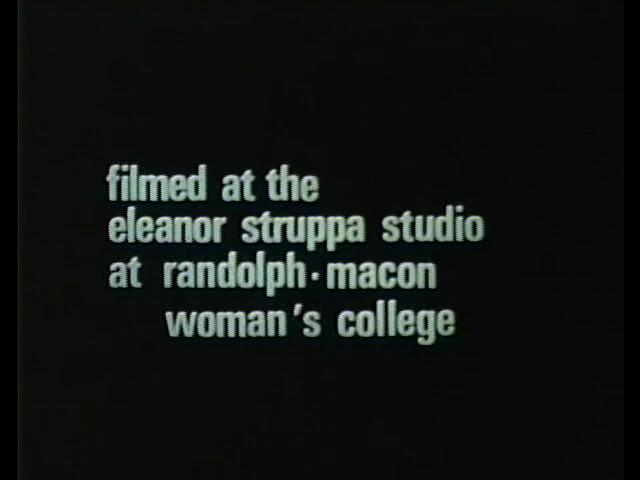 filmed at the
eleanor struppa studio
at randolph·macon
woman's college